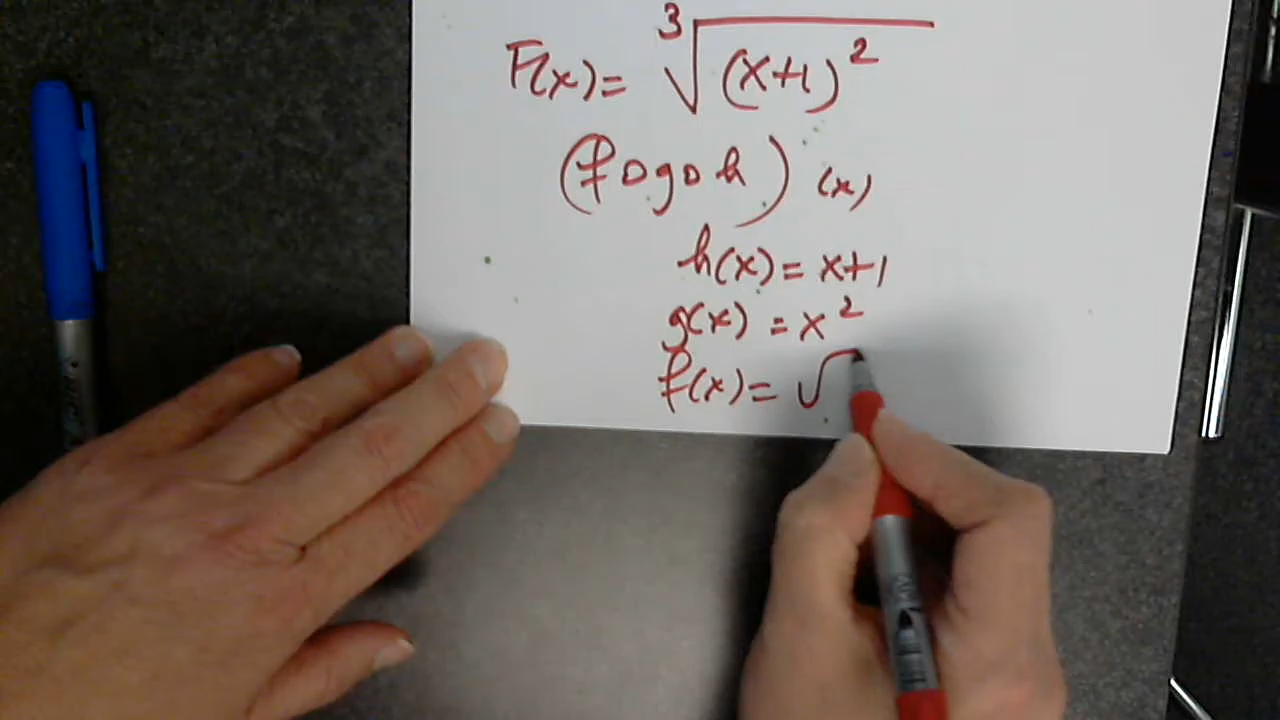 F(x) = ∛(x+1)²
(f o g o h) (x)
h(x) = x+1
g(x) = x²
f(x) = √